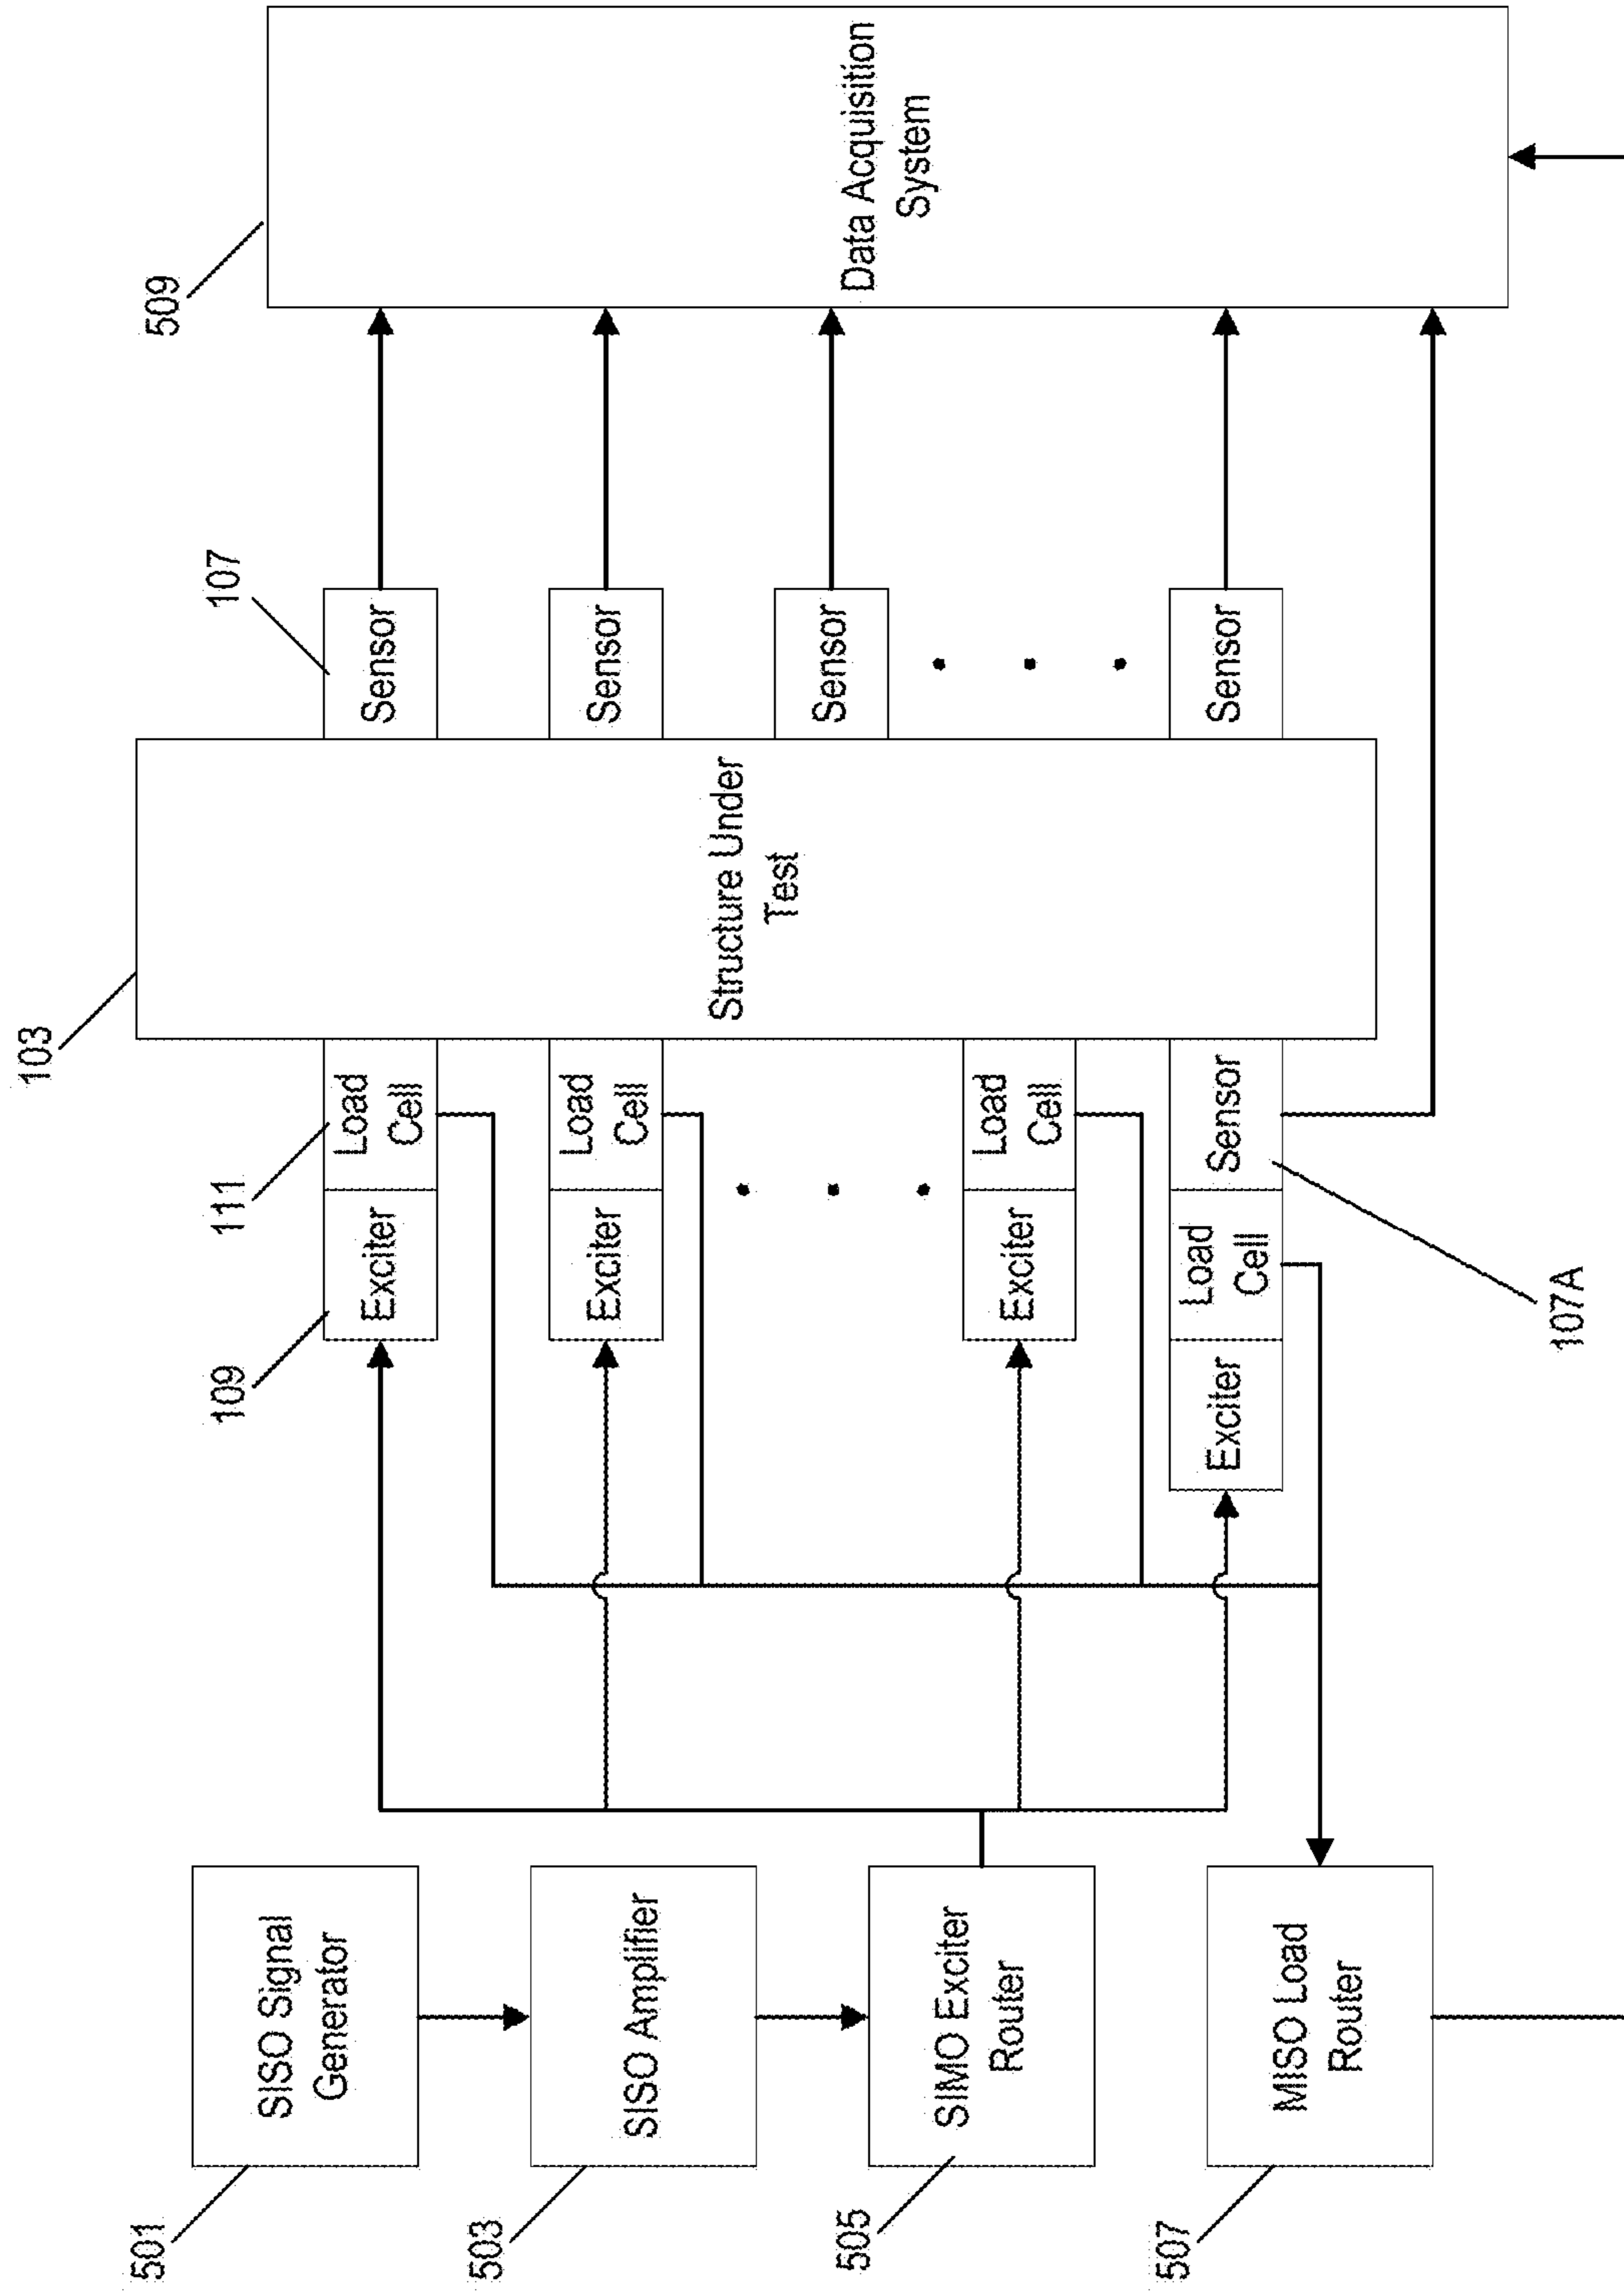 501
SISO Signal
Generator
503
SISO Amplifier
505
SIMO Exciter
Router
507
MISO Load
Router
109
Exciter
111
Load
Cell
Exciter
Load
Cell
Exciter
Load
Cell
Exciter
Load
Cell
Sensor
107A
103
Structure Under
Test
107
Sensor
Sensor
Sensor
Sensor
509
Data Acquisition
System